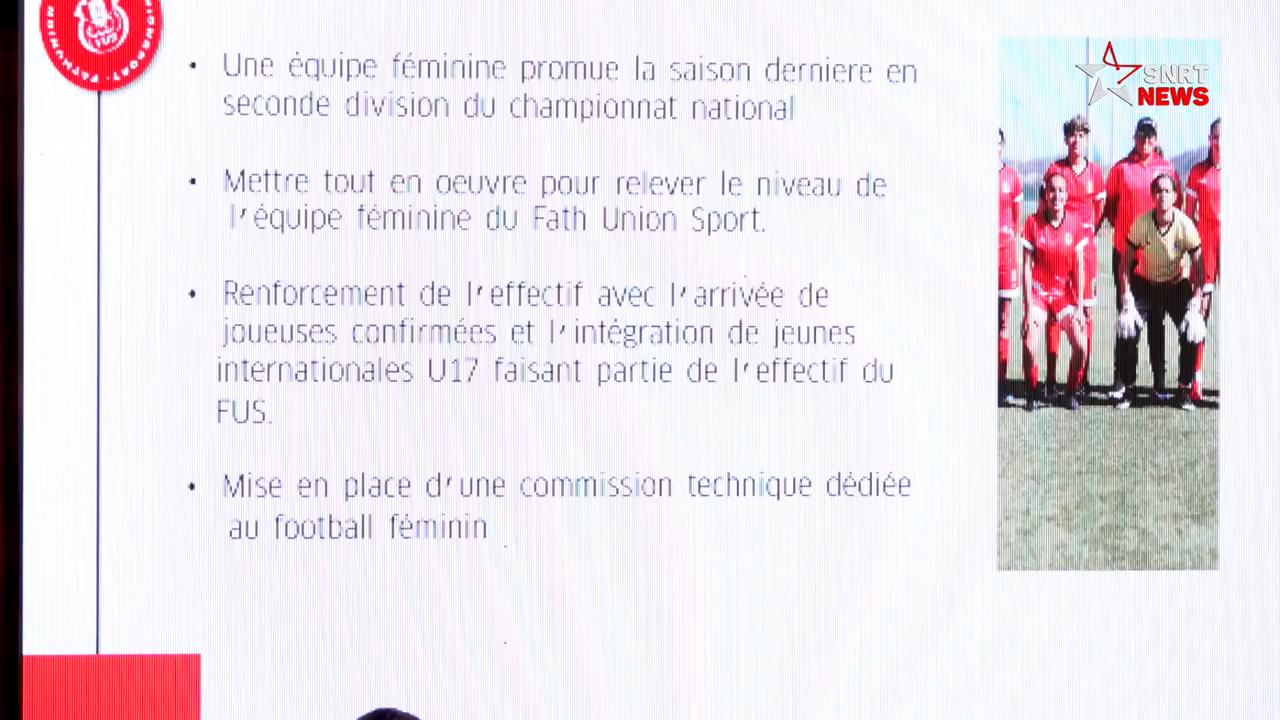 FUS
SNRT
NEWS
• Une équipe féminine promue la saison derniere en
seconde division du championnat national
• Mettre tout en oeuvre pour relever le niveau de
l'équipe féminine du Fath Union Sport.
• Renforcement de l'effectif avec l'arrivée de
joueuses confirmées et l'intégration de jeunes
internationales U17 faisant partie de l'effectif du
FUS.
• Mise en place d'une commission technique dédiée
au football féminin